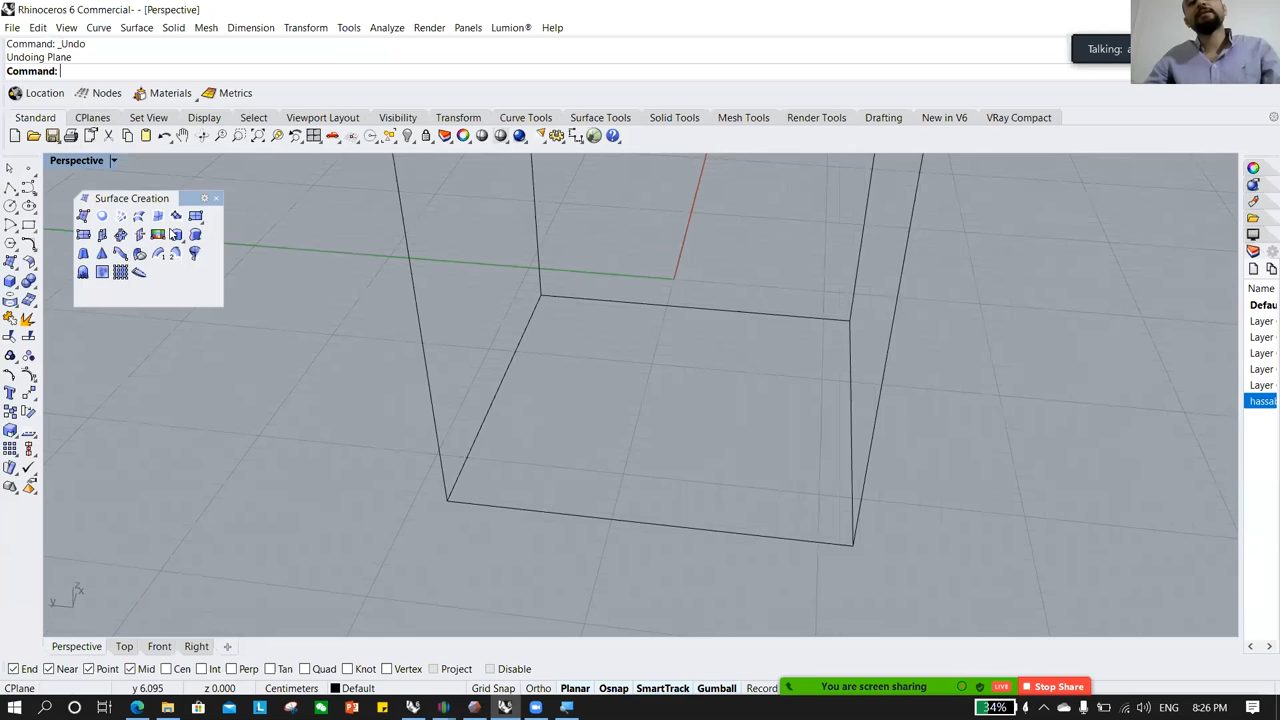 Rhinoceros 6 Commercial- - [Perspective]
File Edit View Curve Surface Solid Mesh Dimension Transform Tools Analyze Render Panels Lumion® Help
Command: _Undo
Undoing Plane
Command:
Talking:
Location Nodes Materials Metrics
Standard CPlanes Set View Display Select Viewport Layout Visibility Transform Curve Tools Surface Tools Solid Tools Mesh Tools Render Tools Drafting New in V6 VRay Compact
Perspective
Surface Creation
Name
Defau
Layer
Layer
Layer
Layer
Layer
hassa
z
x
y
Perspective Top Front Right
End Near Point Mid Cen Int Perp Tan Quad Knot Vertex Project Disable
CPlane y 6.095 z 0.000 Centimeters Default Grid Snap Ortho Planar Osnap SmartTrack Gumball Record
You are screen sharing LIVE Stop Share
34% ENG 8:26 PM